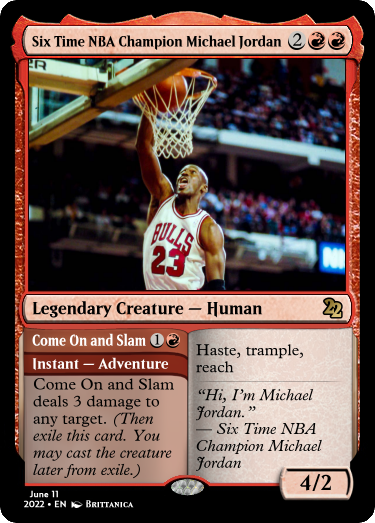 Six Time NBA Champion Michael Jordan 2
BULLS
23
Legendary Creature — Human
22
Come On and Slam 1
Instant — Adventure
Come On and Slam
deals 3 damage to
any target. (Then
exile this card. You
may cast the creature
later from exile.)
Haste, trample,
reach
“Hi, I’m Michael
Jordan.”
— Six Time NBA
Champion Michael
Jordan
4/2
June 11
2022 • EN Brittanica